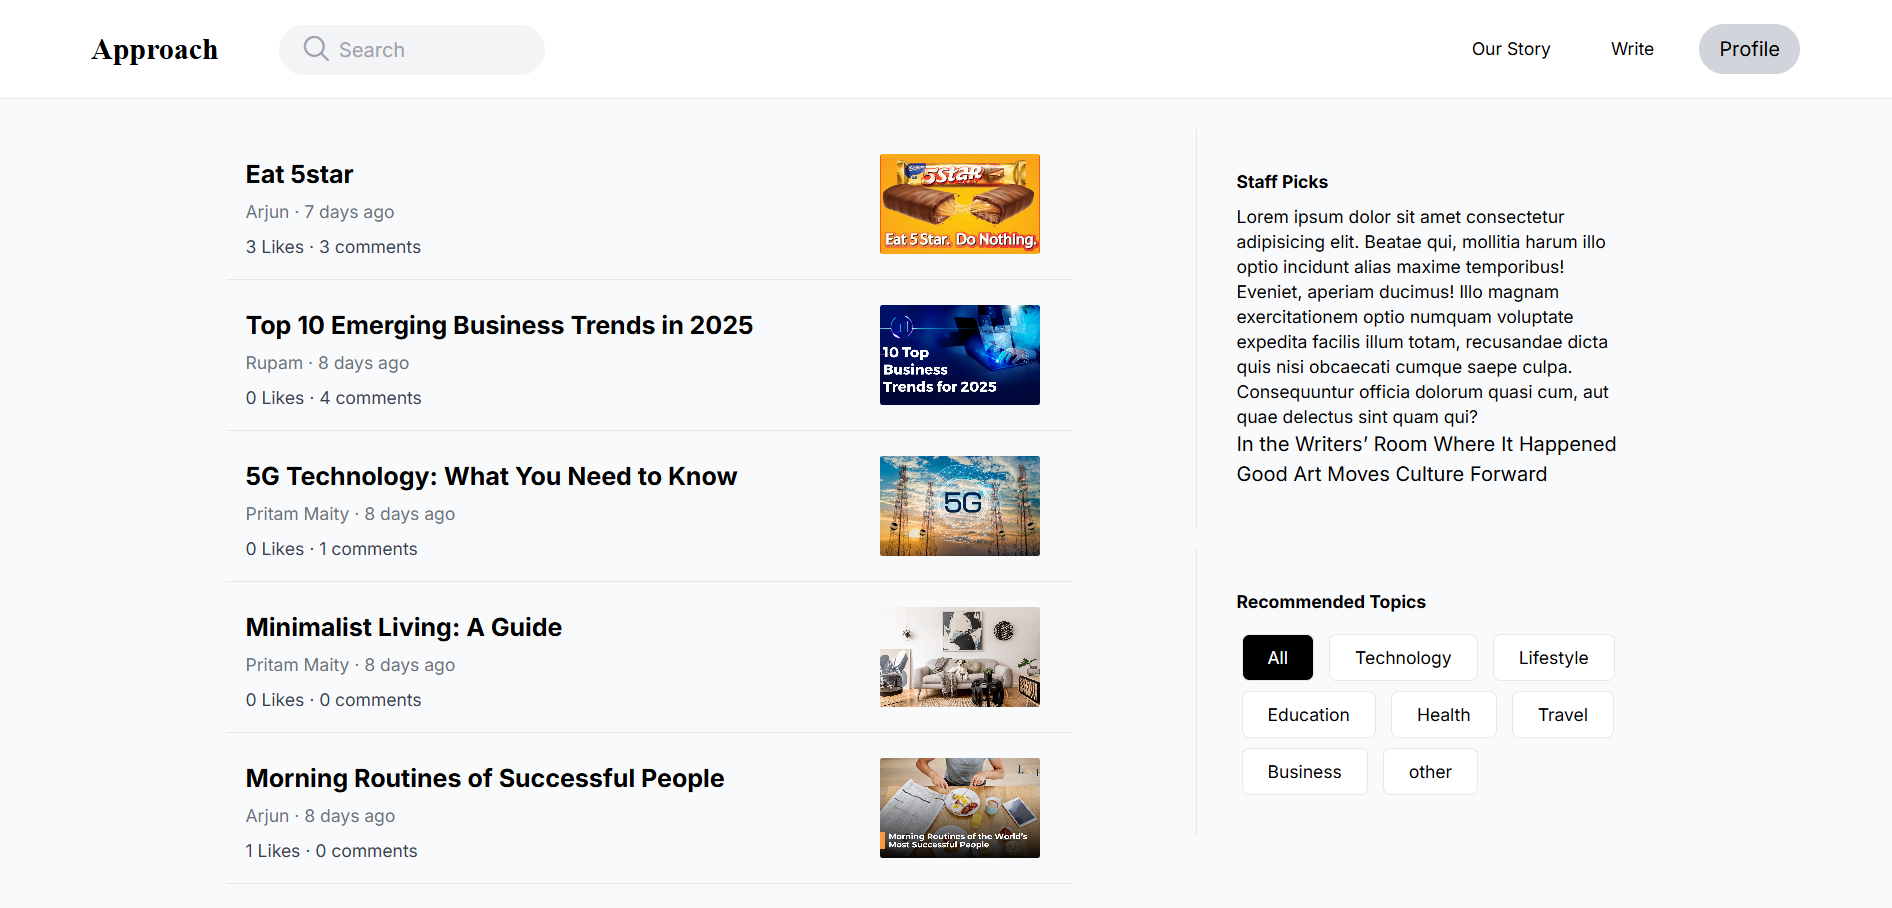 Approach
Search
Our Story
Write
Profile
Eat 5star
Arjun · 7 days ago
3 Likes · 3 comments
5Star
Eat 5 Star. Do Nothing.
Top 10 Emerging Business Trends in 2025
Rupam · 8 days ago
0 Likes · 4 comments
10 Top
Business
Trends for 2025
5G Technology: What You Need to Know
Pritam Maity · 8 days ago
0 Likes · 1 comments
5G
Minimalist Living: A Guide
Pritam Maity · 8 days ago
0 Likes · 0 comments
Morning Routines of Successful People
Arjun · 8 days ago
1 Likes · 0 comments
Morning Routines of the World's
Most Successful People
Staff Picks
Lorem ipsum dolor sit amet consectetur
adipisicing elit. Beatae qui, mollitia harum illo
optio incidunt alias maxime temporibus!
Eveniet, aperiam ducimus! Illo magnam
exercitationem optio numquam voluptate
expedita facilis illum totam, recusandae dicta
quis nisi obcaecati cumque saepe culpa.
Consequuntur officia dolorum quasi cum, aut
quae delectus sint quam qui?
In the Writers’ Room Where It Happened
Good Art Moves Culture Forward
Recommended Topics
All
Technology
Lifestyle
Education
Health
Travel
Business
other